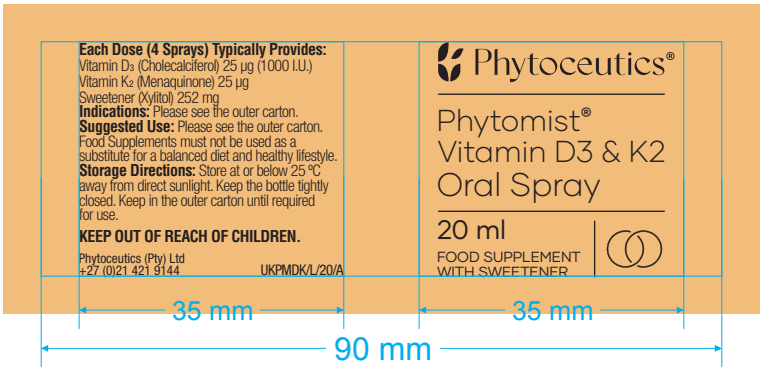 Each Dose (4 Sprays) Typically Provides:
Vitamin D3 (Cholecalciferol) 25 µg (1000 I.U.)
Vitamin K2 (Menaquinone) 25 µg
Sweetener (Xylitol) 252 mg
Indications: Please see the outer carton.
Suggested Use: Please see the outer carton.
Food Supplements must not be used as a
substitute for a balanced diet and healthy lifestyle.
Storage Directions: Store at or below 25 ºC
away from direct sunlight. Keep the bottle tightly
closed. Keep in the outer carton until required
for use.
KEEP OUT OF REACH OF CHILDREN.
Phytoceutics (Pty) Ltd
+27 (0)21 421 9144
UKPMDK/L/20/A
Phytoceutics®
Phytomist®
Vitamin D3 & K2
Oral Spray
20 ml
FOOD SUPPLEMENT
WITH SWEETENER
35 mm
35 mm
90 mm